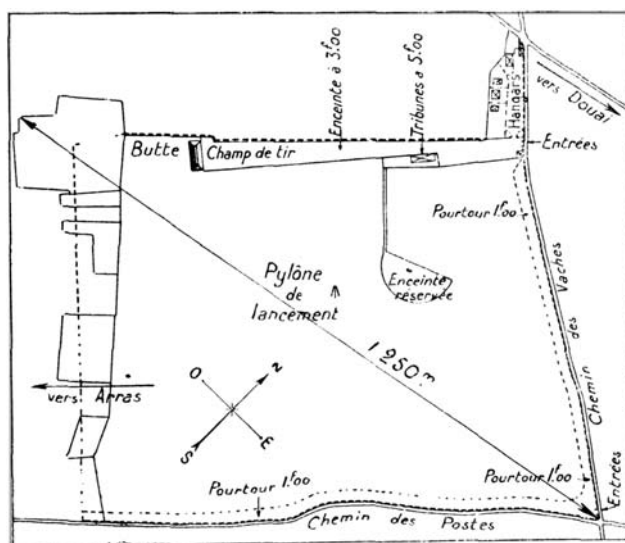 Enceinte à 3f.00
Tribunes a 5f.00
Hangars
vers Douai
Butte
Champ de tir
Entrées
Pourtour 1f.00
Enceinte
réservée
Chemin des Vaches
Pylône
de
lancement
1250m
vers Arras
O
N
S
E
Pourtour 1f.00
Pourtour 1f.00
Entrées
Chemin des Postes